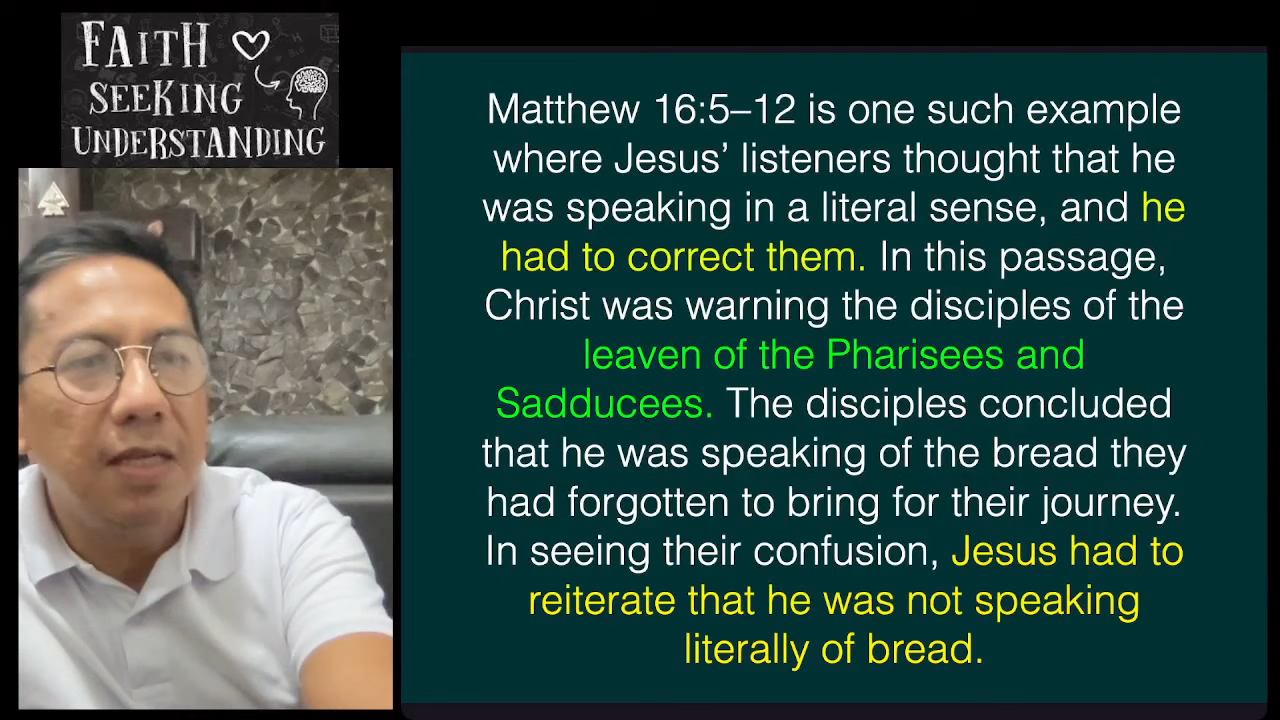 FAITH
SEEKING
UNDERSTANDING
Matthew 16:5–12 is one such example
where Jesus’ listeners thought that he
was speaking in a literal sense, and he
had to correct them. In this passage,
Christ was warning the disciples of the
leaven of the Pharisees and
Sadducees. The disciples concluded
that he was speaking of the bread they
had forgotten to bring for their journey.
In seeing their confusion, Jesus had to
reiterate that he was not speaking
literally of bread.